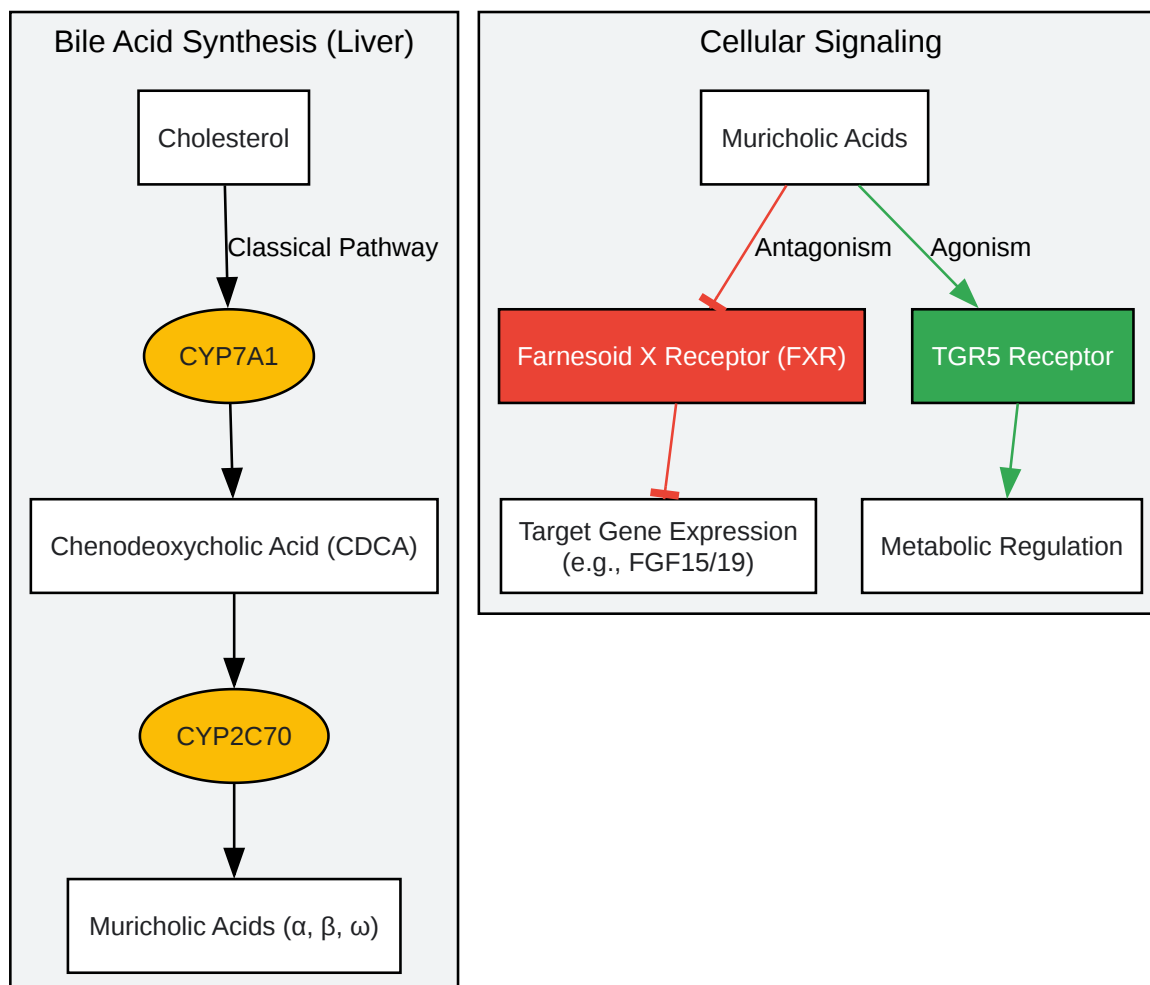 Bile Acid Synthesis (Liver)
Cholesterol
Classical Pathway
CYP7A1
Chenodeoxycholic Acid (CDCA)
CYP2C70
Muricholic Acids (α, β, ω)
Cellular Signaling
Muricholic Acids
Antagonism
Agonism
Farnesoid X Receptor (FXR)
TGR5 Receptor
Target Gene Expression
(e.g., FGF15/19)
Metabolic Regulation